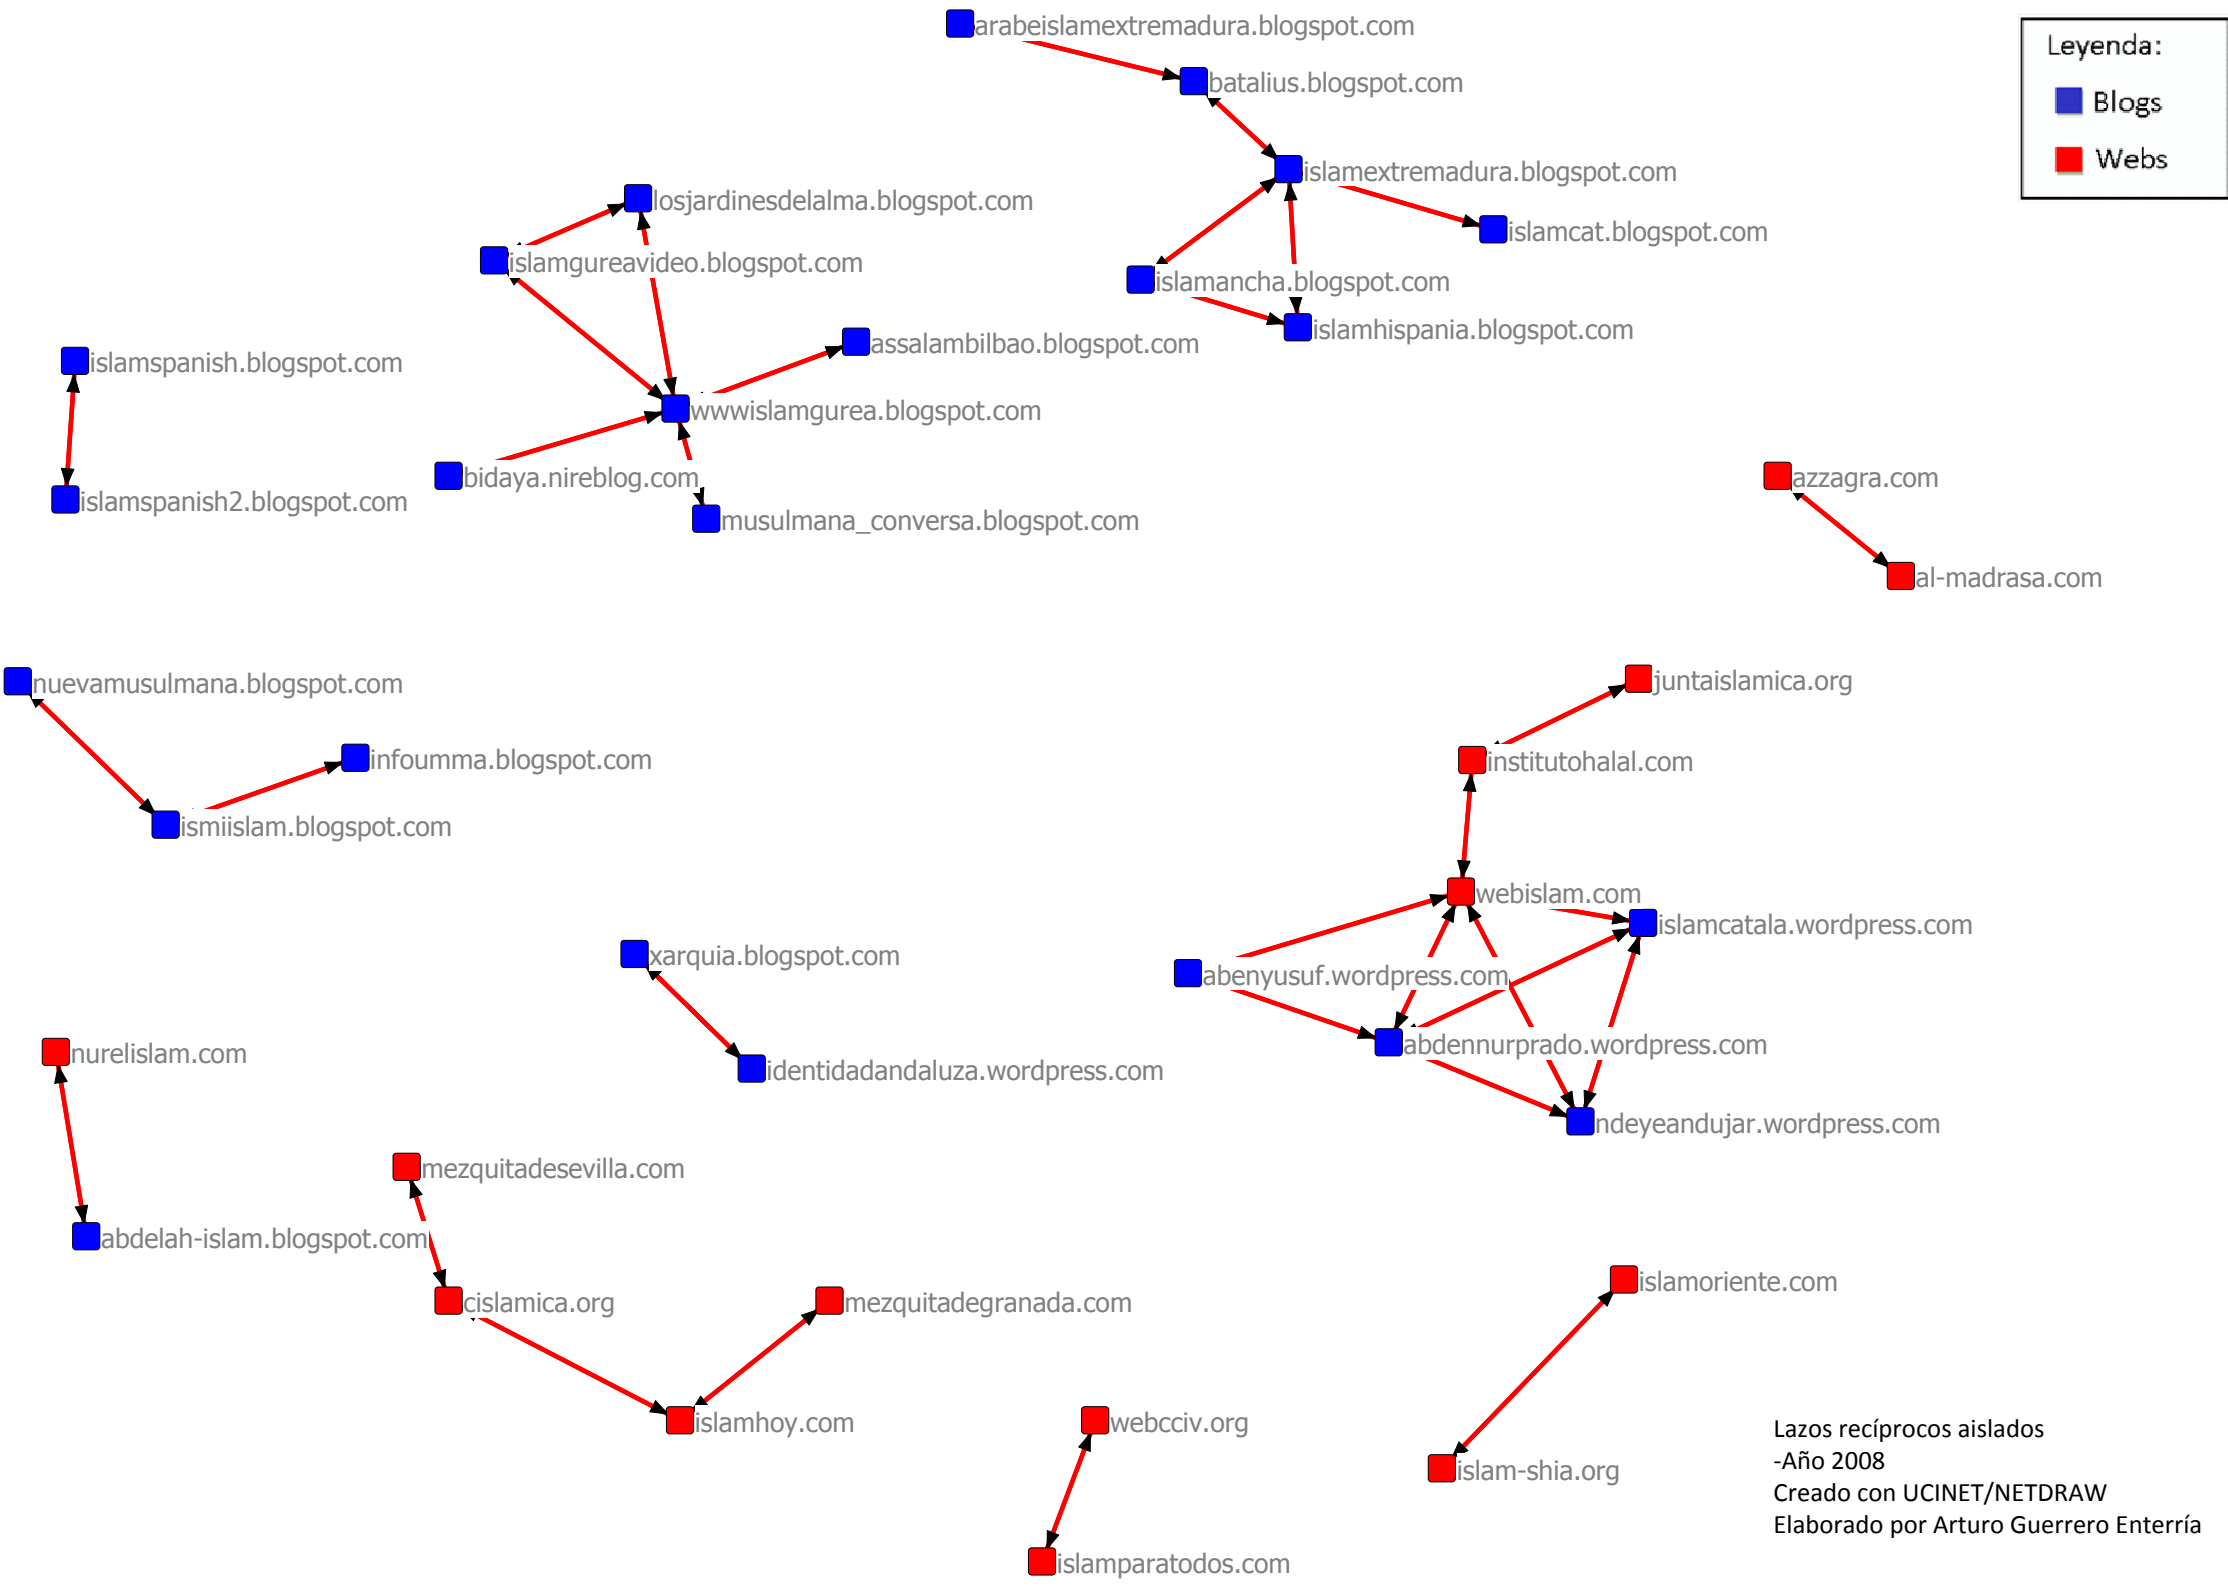 arabeislamextremadura.blogspot.com
Leyenda:
batalius.blogspot.com
Blogs
Webs
islamextremadura.blogspot.com
losjardinesdelalma.blogspot.com
islamcat.blogspot.com
islamgureavideo.blogspot.com
islamancha.blogspot.com
islamhispania.blogspot.com
assalambilbao.blogspot.com
islamspanish.blogspot.com
wwwislamgurea.blogspot.com
bidaya.nireblog.com
azzagra.com
islamspanish2.blogspot.com
musulmana_conversa.blogspot.com
al-madrasa.com
nuevamusulmana.blogspot.com
juntaislamica.org
infoumma.blogspot.com
institutohalal.com
ismiislam.blogspot.com
webislam.com
islamcatala.wordpress.com
xarquia.blogspot.com
abenyusuf.wordpress.com
abdennurprado.wordpress.com
nurelislam.com
identidadandaluza.wordpress.com
ndeyeandujar.wordpress.com
mezquitadesevilla.com
abdelah-islam.blogspot.com
islamoriente.com
cislamica.org
mezquitadegranada.com
islamhoy.com
webcciv.org
islam-shia.org
Lazos recíprocos aislados
-Año 2008
Creado con UCINET/NETDRAW
Elaborado por Arturo Guerrero Enterría
islamparatodos.com